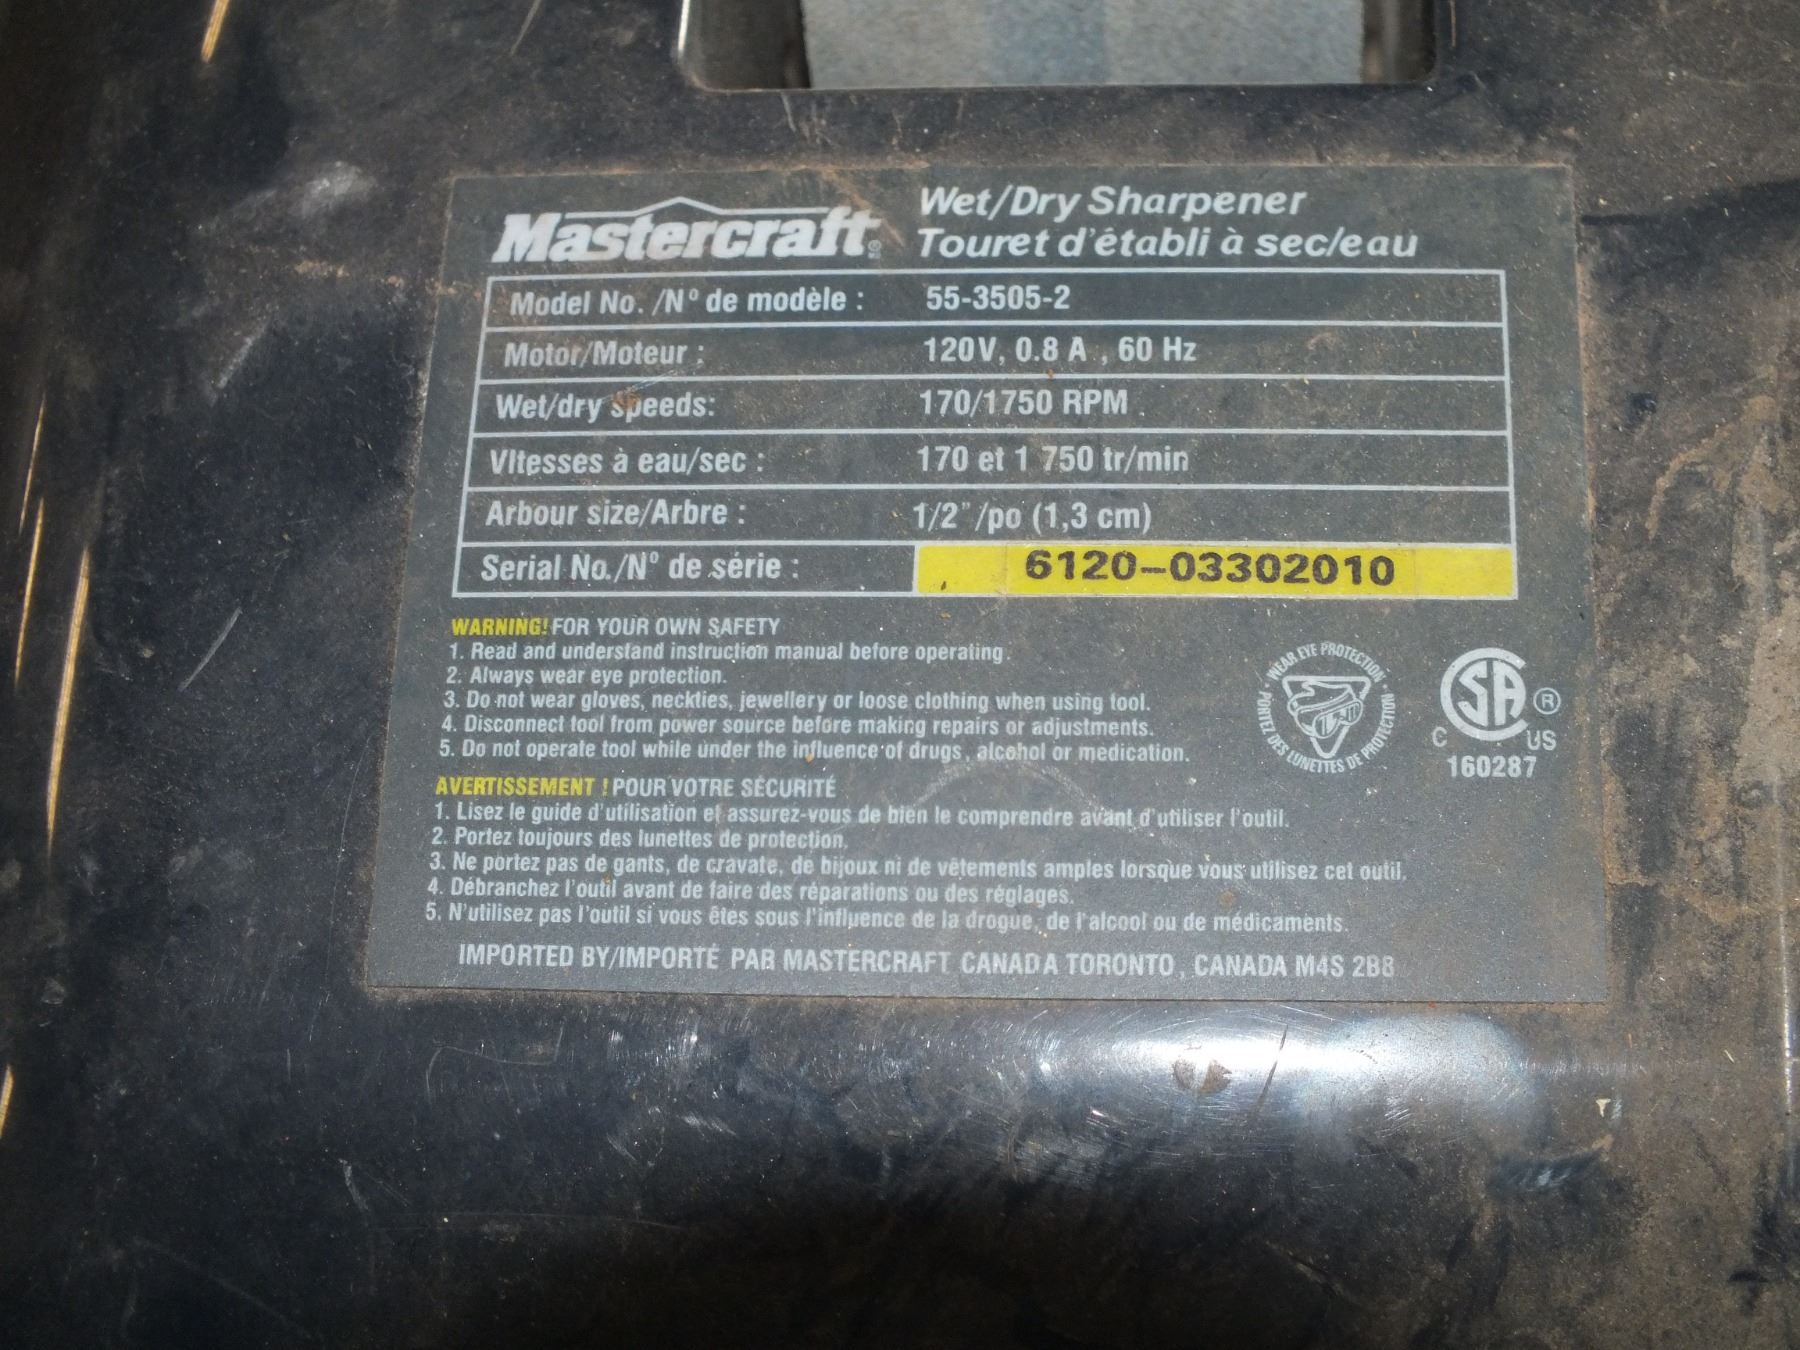 Mastercraft®
Wet/Dry Sharpener
Touret d'établi à sec/eau
Model No. /Nº de modèle : 55-3505-2
Motor/Moteur : 120V, 0.8 A , 60 Hz
Wet/dry speeds: 170/1750 RPM
Vitesses à eau/sec : 170 et 1 750 tr/min
Arbour size/Arbre : 1/2"/po (1,3 cm)
Serial No./Nº de série : 6120-03302010
WARNING! FOR YOUR OWN SAFETY
1. Read and understand instruction manual before operating.
2. Always wear eye protection.
3. Do not wear gloves, neckties, jewellery or loose clothing when using tool.
4. Disconnect tool from power source before making repairs or adjustments.
5. Do not operate tool while under the influence of drugs, alcohol or medication.
WEAR EYE PROTECTION • PORTEZ DES LUNETTES DE PROTECTION •
SA ®
C US
160287
AVERTISSEMENT ! POUR VOTRE SÉCURITÉ
1. Lisez le guide d'utilisation et assurez-vous de bien le comprendre avant d'utiliser l'outil.
2. Portez toujours des lunettes de protection.
3. Ne portez pas de gants, de cravate, de bijoux ni de vêtements amples lorsque vous utilisez cet outil.
4. Débranchez l'outil avant de faire des réparations ou des réglages.
5. N'utilisez pas l'outil si vous êtes sous l'influence de la drogue, de l'alcool ou de médicaments.
IMPORTED BY/IMPORTÉ PAR MASTERCRAFT CANADA TORONTO, CANADA M4S 2B8